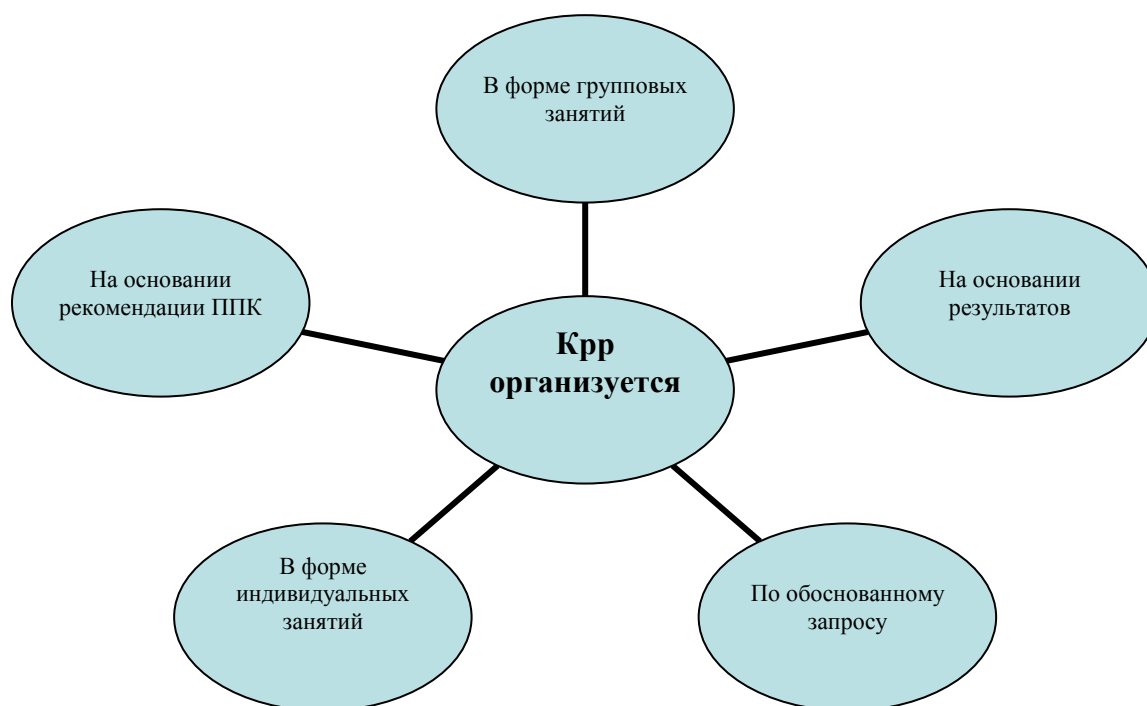 В форме групповых
занятий
На основании
рекомендации ППК
На основании
результатов
Крр
организуется
В форме
индивидуальных
занятий
По обоснованному
запросу